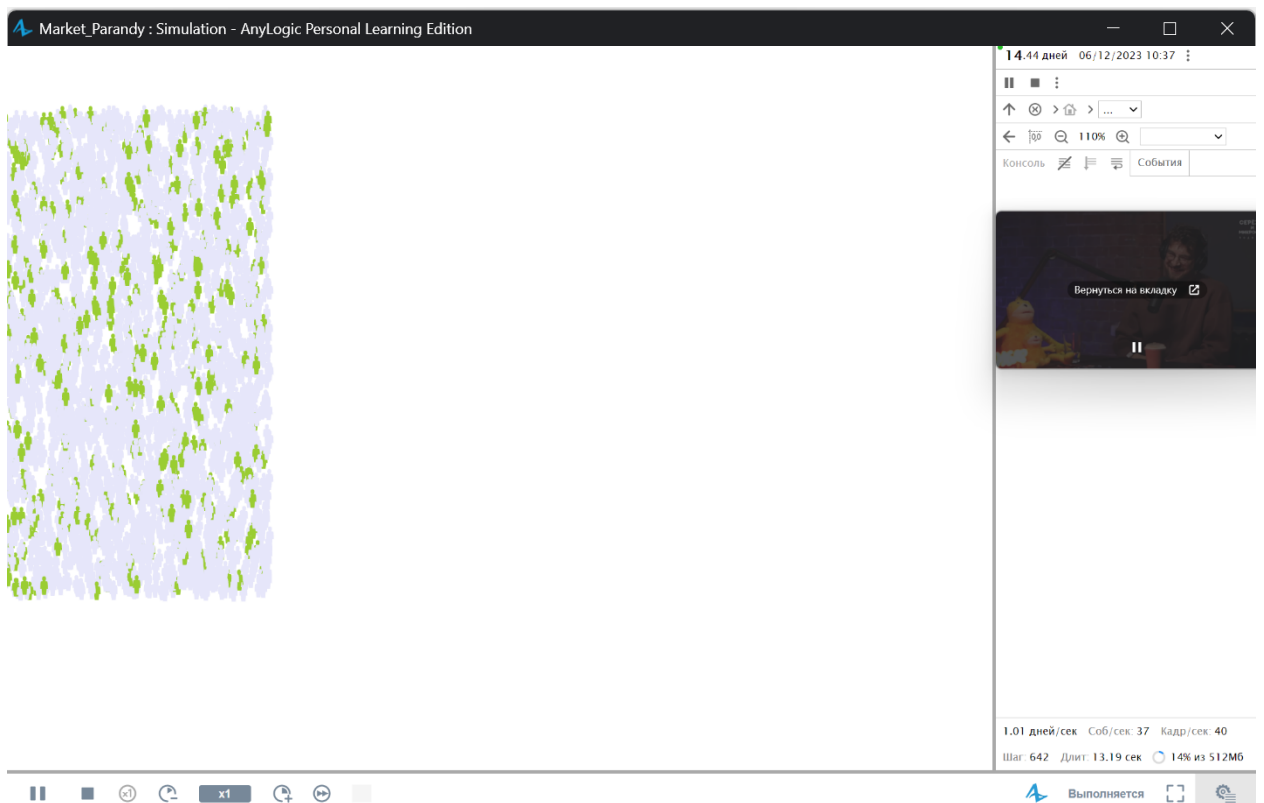 Market_Parandy : Simulation - AnyLogic Personal Learning Edition
14.44 дней 06/12/2023 10:37
...
110%
Консоль События
Вернуться на вкладку
1.01 дней/сек Соб/сек: 37 Кадр/сек: 40
Шаг: 642 Длит: 13.19 сек 14% из 512Мб
x1 x1 Выполняется